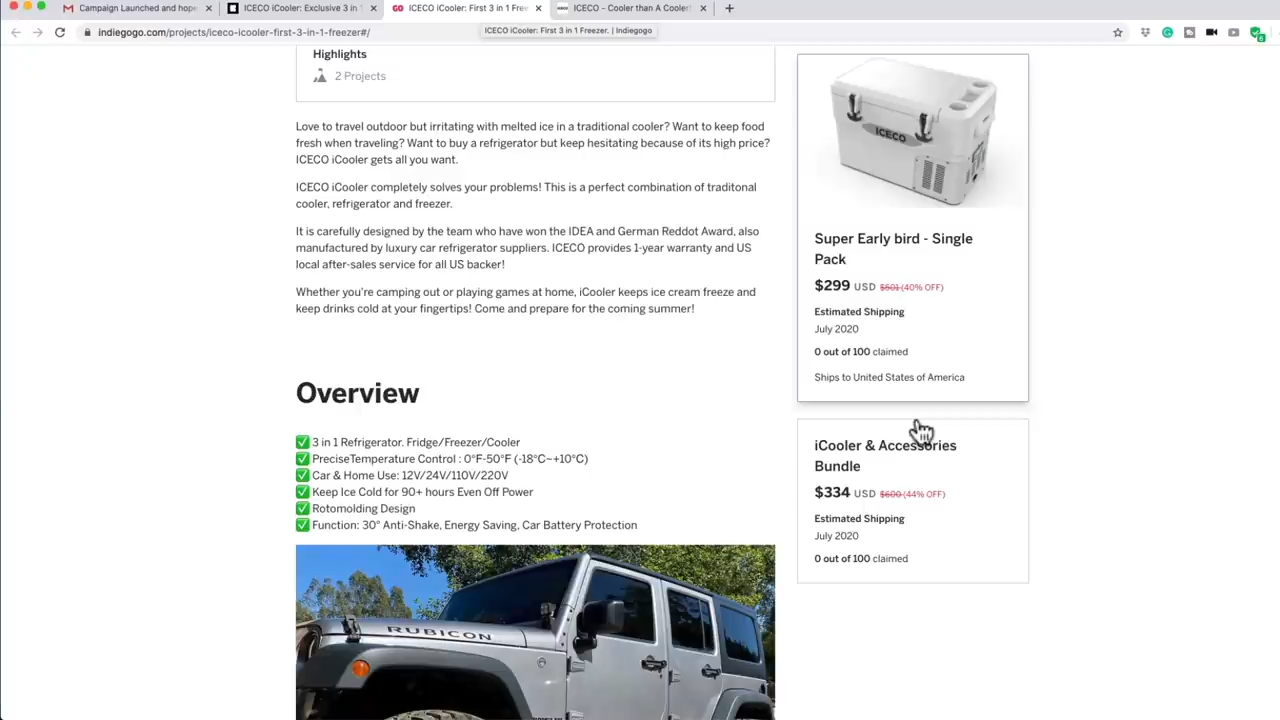 Campaign Launched and hope
ICECO iCooler: Exclusive 3 in 1
GO ICECO iCooler: First 3 in 1 Free
ICECO - Cooler than A Cooler!
indiegogo.com/projects/iceco-icooler-first-3-in-1-freezer#/
ICECO iCooler: First 3 in 1 Freezer. | Indiegogo
Highlights
2 Projects
Love to travel outdoor but irritating with melted ice in a traditional cooler? Want to keep food
fresh when traveling? Want to buy a refrigerator but keep hesitating because of its high price?
ICECO iCooler gets all you want.
ICECO iCooler completely solves your problems! This is a perfect combination of traditonal
cooler, refrigerator and freezer.
It is carefully designed by the team who have won the IDEA and German Reddot Award, also
manufactured by luxury car refrigerator suppliers. ICECO provides 1-year warranty and US
local after-sales service for all US backer!
Whether you're camping out or playing games at home, iCooler keeps ice cream freeze and
keep drinks cold at your fingertips! Come and prepare for the coming summer!
Overview
3 in 1 Refrigerator. Fridge/Freezer/Cooler
PreciseTemperature Control : 0°F-50°F (-18°C~+10°C)
Car & Home Use: 12V/24V/110V/220V
Keep Ice Cold for 90+ hours Even Off Power
Rotomolding Design
Function: 30° Anti-Shake, Energy Saving, Car Battery Protection
RUBICON
ICECO
Super Early bird - Single
Pack
$299 USD $501 (40% OFF)
Estimated Shipping
July 2020
0 out of 100 claimed
Ships to United States of America
iCooler & Accessories
Bundle
$334 USD $600 (44% OFF)
Estimated Shipping
July 2020
0 out of 100 claimed